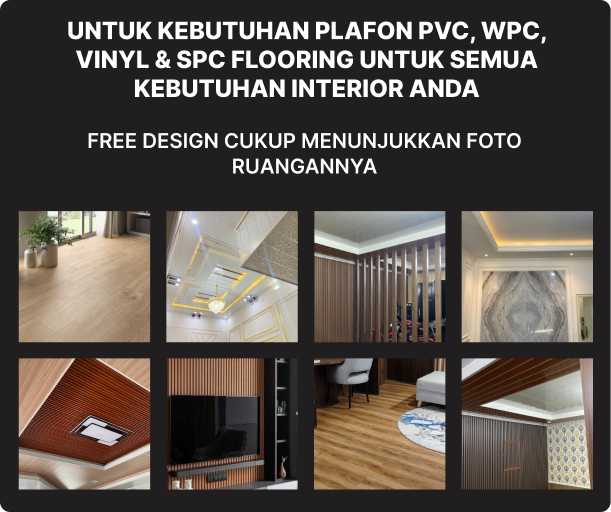 UNTUK KEBUTUHAN PLAFON PVC, WPC,
VINYL & SPC FLOORING UNTUK SEMUA
KEBUTUHAN INTERIOR ANDA
FREE DESIGN CUKUP MENUNJUKKAN FOTO
RUANGANNYA